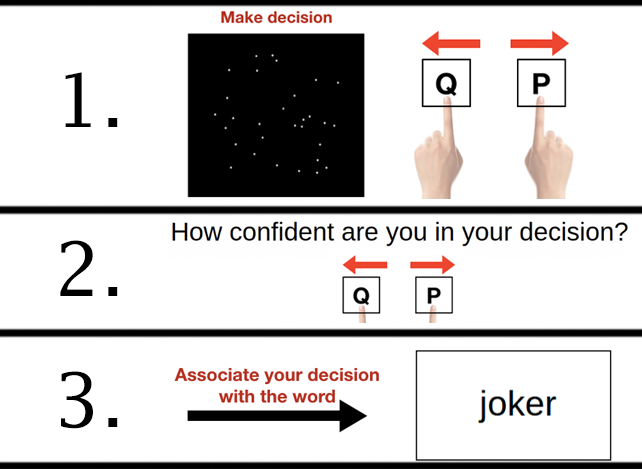 Make decision
1.
Q P
How confident are you in your decision?
2.
Q P
Associate your decision
with the word
3.
joker